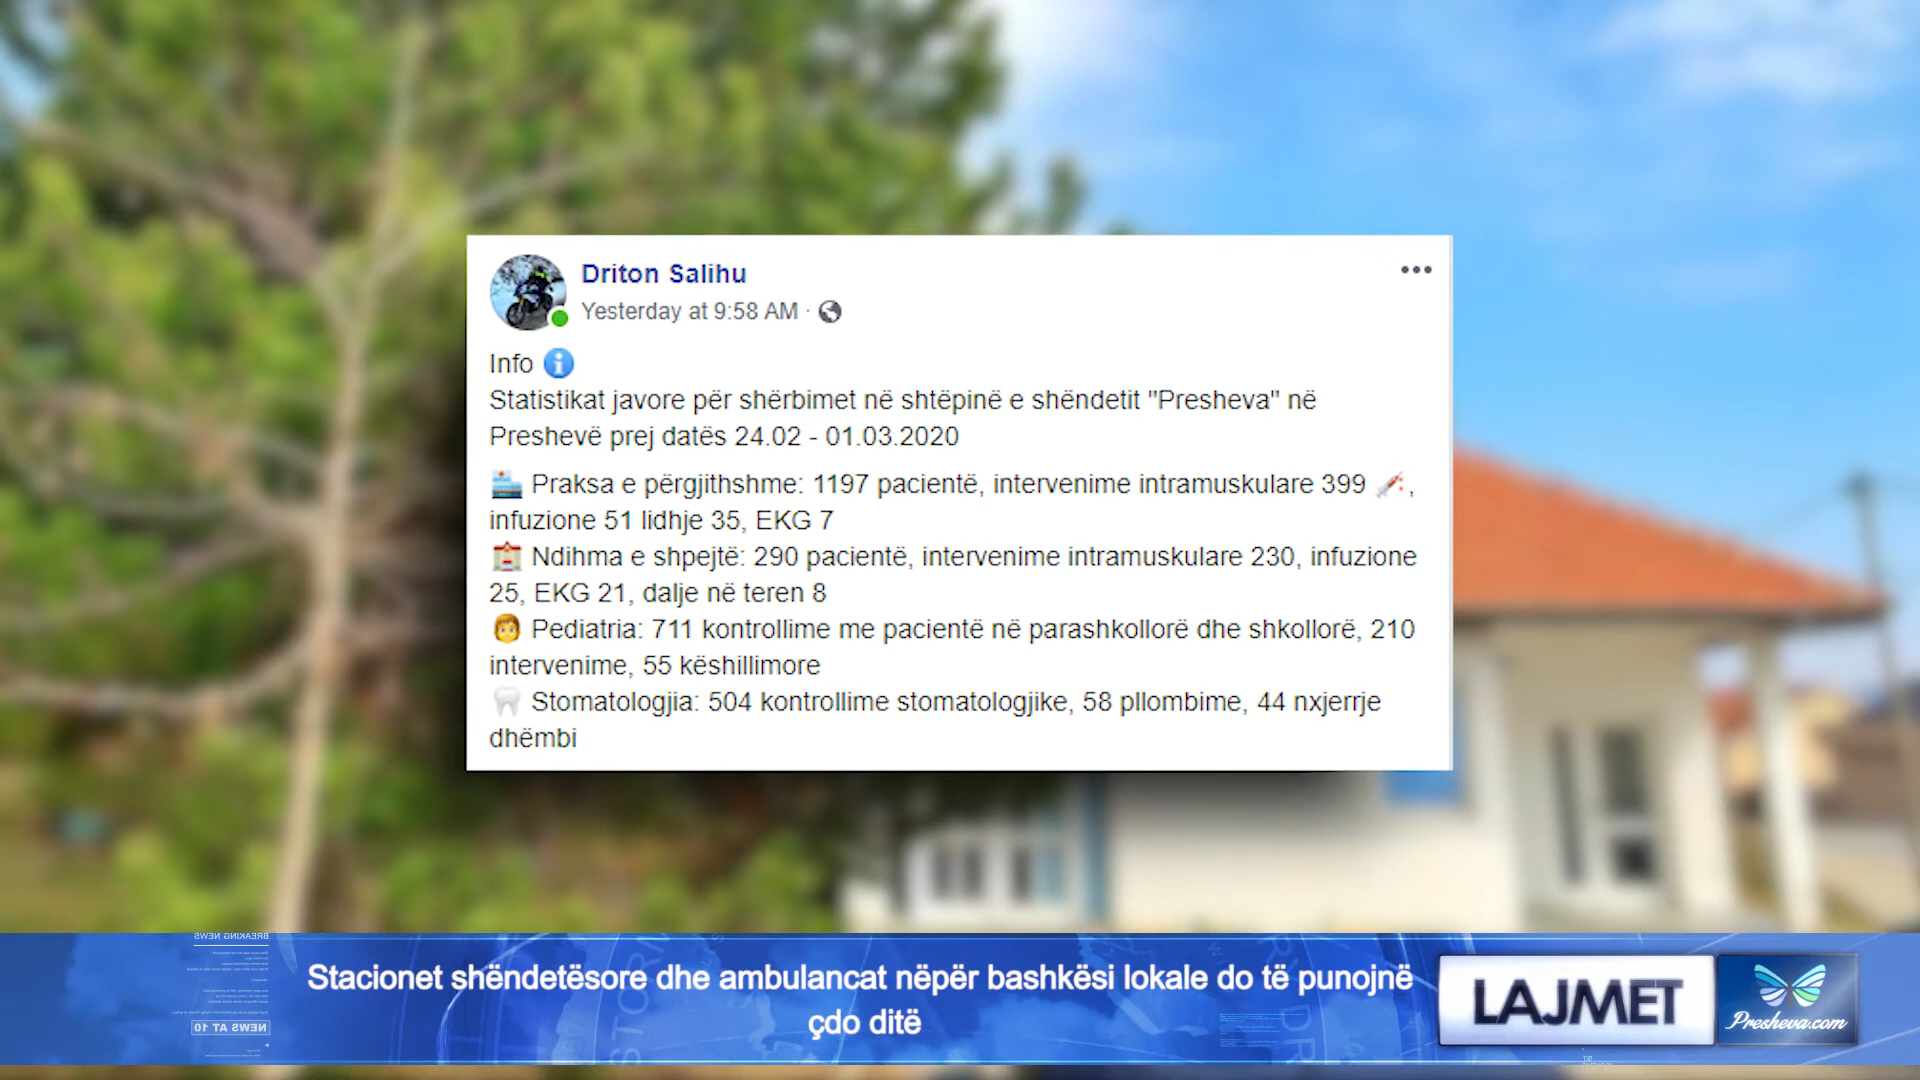 Driton Salihu
Yesterday at 9:58 AM ·
Info
Statistikat javore për shërbimet në shtëpinë e shëndetit "Presheva" në
Preshevë prej datës 24.02 - 01.03.2020
Praksa e përgjithshme: 1197 pacientë, intervenime intramuskulare 399 ,
infuzione 51 lidhje 35, EKG 7
Ndihma e shpejtë: 290 pacientë, intervenime intramuskulare 230, infuzione
25, EKG 21, dalje në teren 8
Pediatria: 711 kontrollime me pacientë në parashkollorë dhe shkollorë, 210
intervenime, 55 këshillimore
Stomatologjia: 504 kontrollime stomatologjike, 58 pllombime, 44 nxjerrje
dhëmbi
BREAKING NEWS
NEWS AT 10
Stacionet shëndetësore dhe ambulancat nëpër bashkësi lokale do të punojnë
çdo ditë
LAJMET
Presheva.com